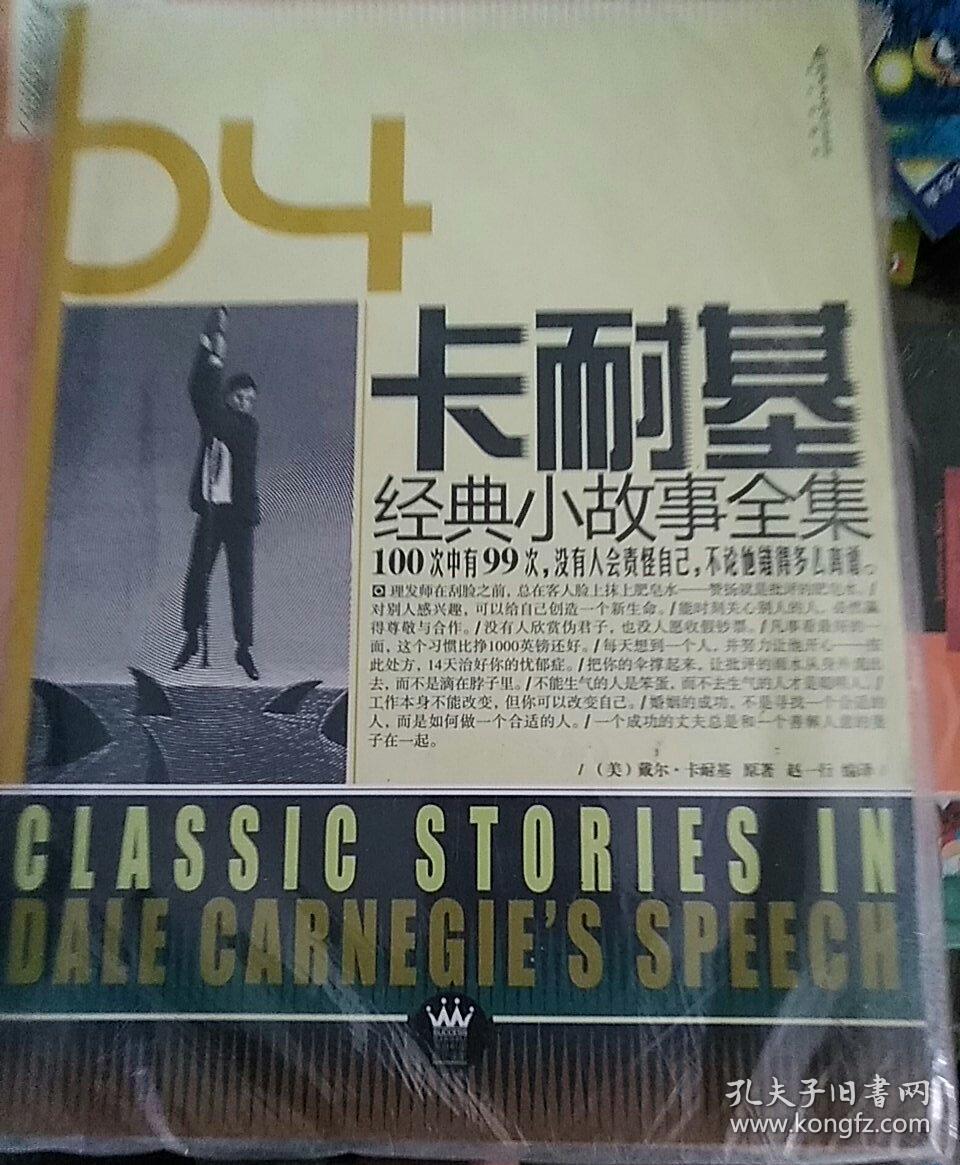 64
卡耐基
经典小故事全集
100次中有99次，没有人会责怪自己，不论他错得多么离谱。
理发师在刮脸之前，总在客人脸上抹上肥皂水——赞扬就是批评的肥皂水。/
对别人感兴趣，可以给自己创造一个新生命。/能时刻关心别人的人，必然赢
得尊敬与合作。/没有人欣赏伪君子，也没人愿收假钞票。/凡事看最好的一
面，这个习惯比挣1000英镑还好。/每天想到一个人，并努力让他开心——按
此处方，14天治好你的忧郁症。/把你的伞撑起来，让批评的雨水从身外流出
去，而不是滴在脖子里。/不能生气的人是笨蛋，而不去生气的人才是聪明人。/
工作本身不能改变，但你可以改变自己。/婚姻的成功，不是寻找一个合适的
人，而是如何做一个合适的人。/一个成功的丈夫总是和一个善解人意的妻
子在一起。
/（美）戴尔·卡耐基 原著 赵一行 编译/
CLASSIC STORIES IN
DALE CARNEGIE'S SPEECH
SUCCESS
孔夫子旧书网
www.kongfz.com